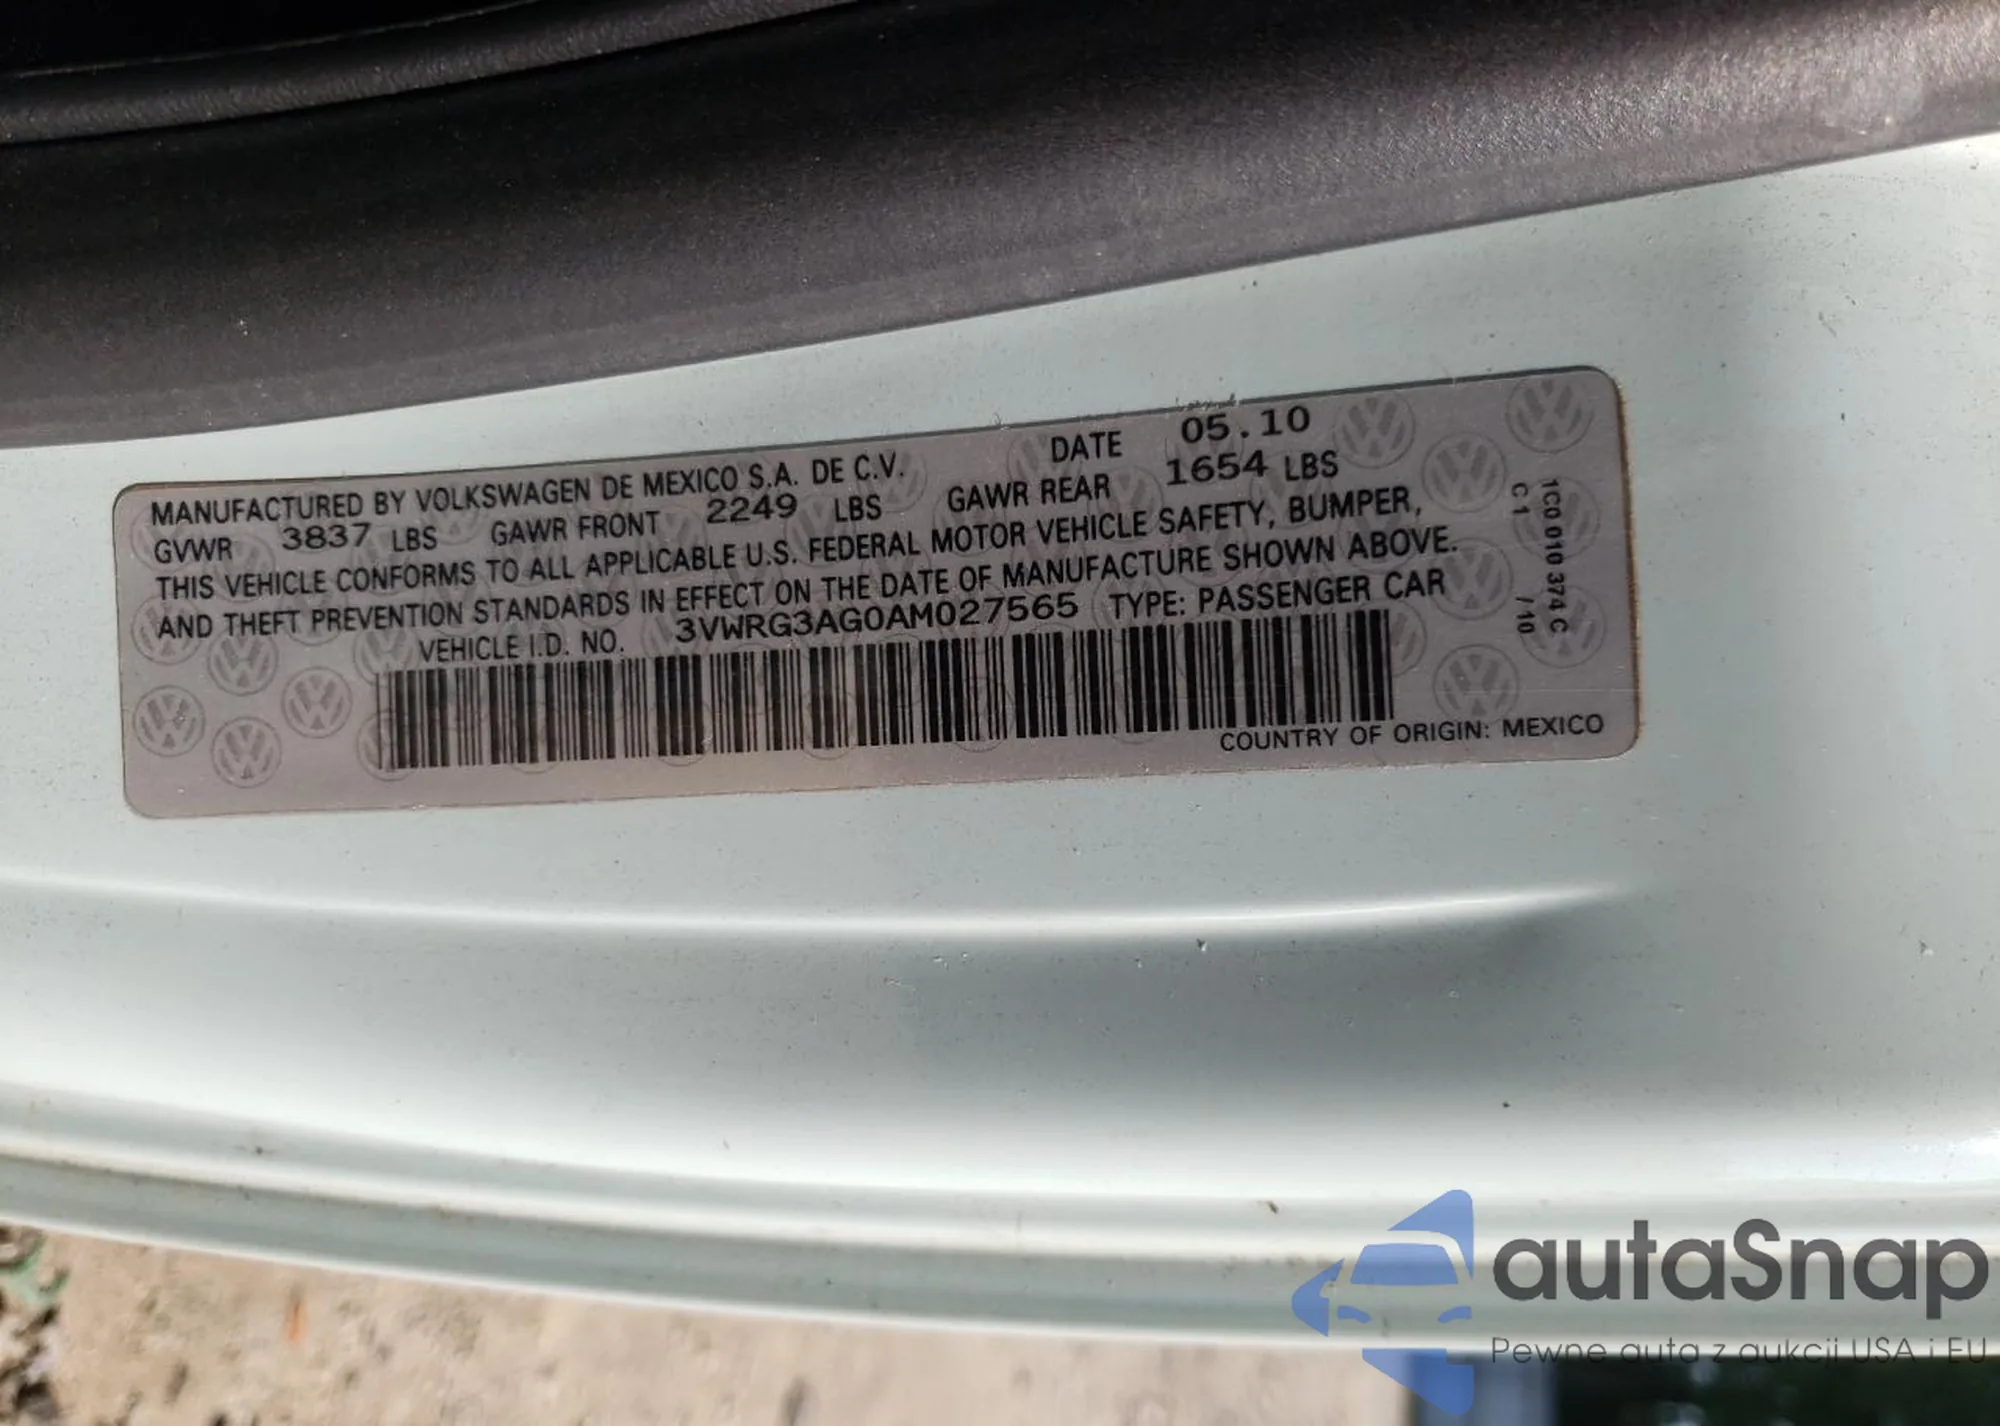 MANUFACTURED BY VOLKSWAGEN DE MEXICO S.A. DE C.V. DATE 05.10
GVWR 3837 LBS GAWR FRONT 2249 LBS GAWR REAR 1654 LBS
THIS VEHICLE CONFORMS TO ALL APPLICABLE U.S. FEDERAL MOTOR VEHICLE SAFETY, BUMPER,
AND THEFT PREVENTION STANDARDS IN EFFECT ON THE DATE OF MANUFACTURE SHOWN ABOVE.
VEHICLE I.D. NO. 3VWRG3AG0AM027565 TYPE: PASSENGER CAR
COUNTRY OF ORIGIN: MEXICO
1C0 010 374 C
C 1 / 10
autaSnap
Pewne auta z aukcji USA i EU